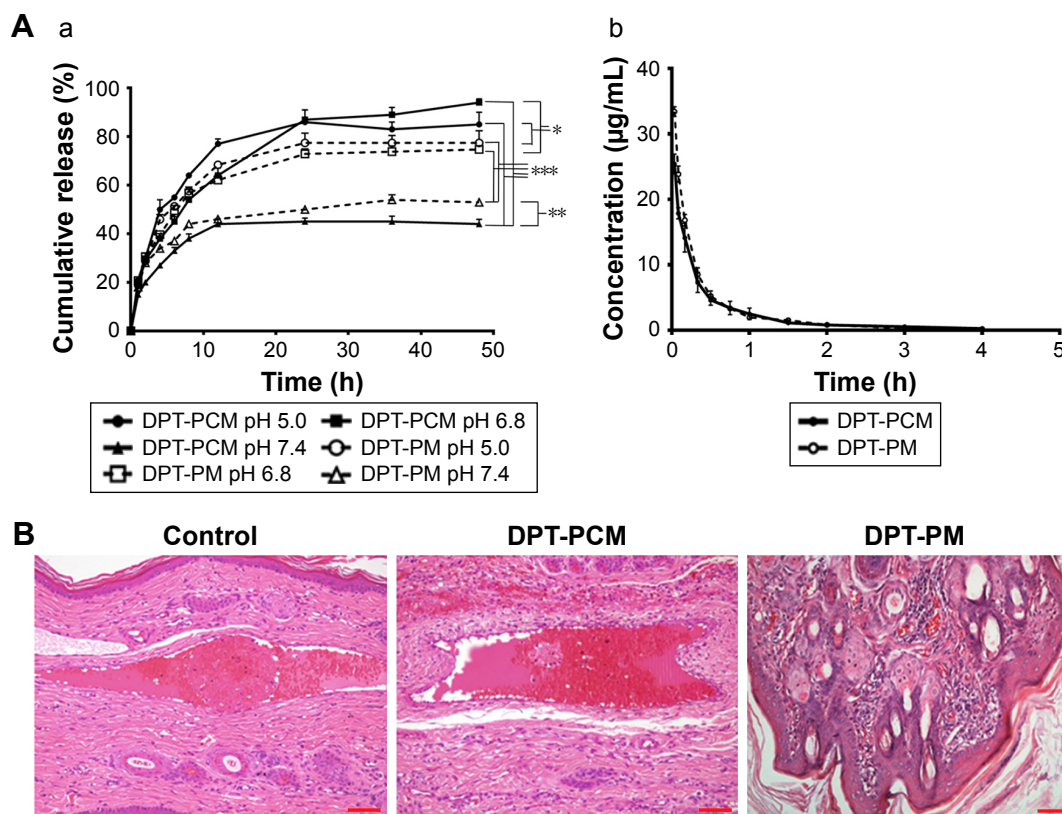 A a
b
Cumulative release (%)
100
80
60
40
20
0
0 10 20 30 40 50
Time (h)
*
***
**
DPT-PCM pH 5.0
DPT-PCM pH 6.8
DPT-PCM pH 7.4
DPT-PM pH 5.0
DPT-PM pH 6.8
DPT-PM pH 7.4
Concentration (µg/mL)
40
30
20
10
0
0 1 2 3 4 5
Time (h)
DPT-PCM
DPT-PM
B
Control
DPT-PCM
DPT-PM